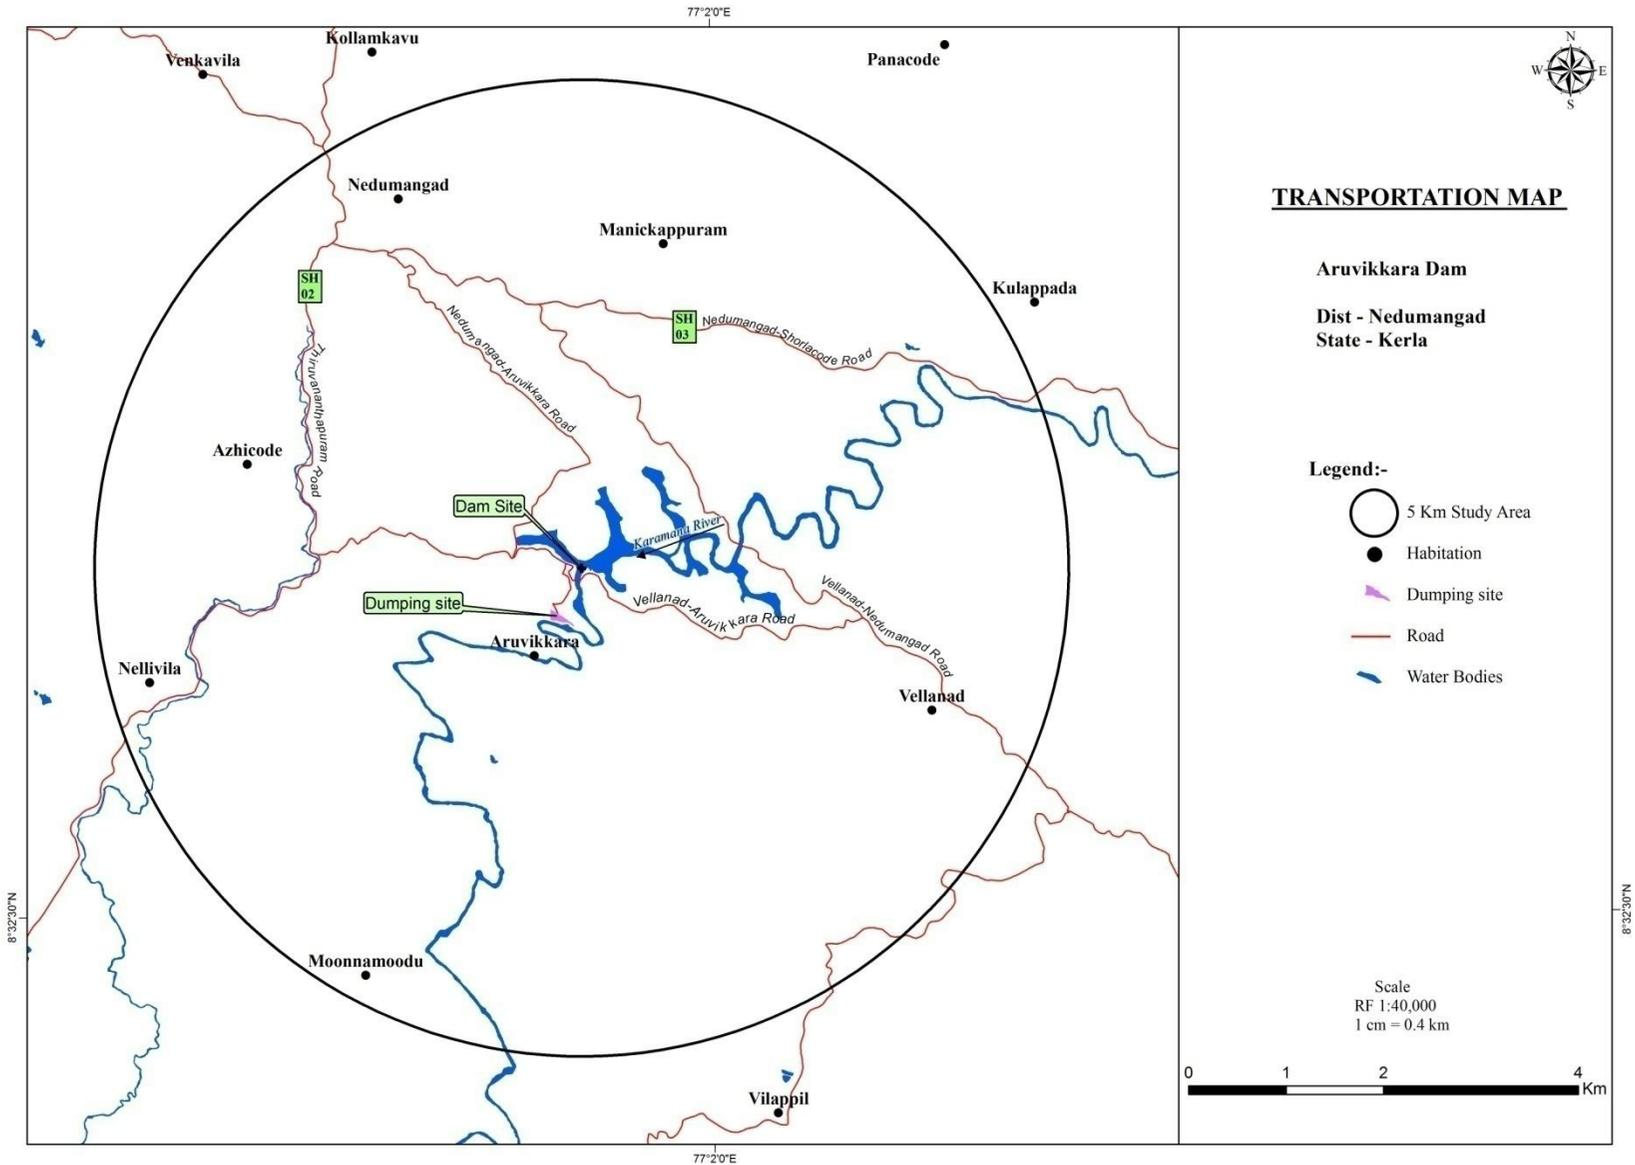 77°2'0"E
Kollamkavu
Venkavila
Panacode
Nedumangad
Manickappuram
Kulappada
SH
02
SH
03
Nedumangad-Shorlacode Road
Nedumangad-Aruvikkara Road
Thiruvananthapuram Road
Azhicode
Dam Site
Karamana River
Dumping site
Vellanad-Aruvikkara Road
Vellanad-Nedumangad Road
Aruvikkara
Nellivila
Vellanad
Moonnamoodu
Vilappil
8°32'30"N
77°2'0"E
N
W
E
S
TRANSPORTATION MAP
Aruvikkara Dam
Dist - Nedumangad
State - Kerla
Legend:-
5 Km Study Area
Habitation
Dumping site
Road
Water Bodies
8°32'30"N
Scale
RF 1:40,000
1 cm = 0.4 km
0 1 2 4
Km